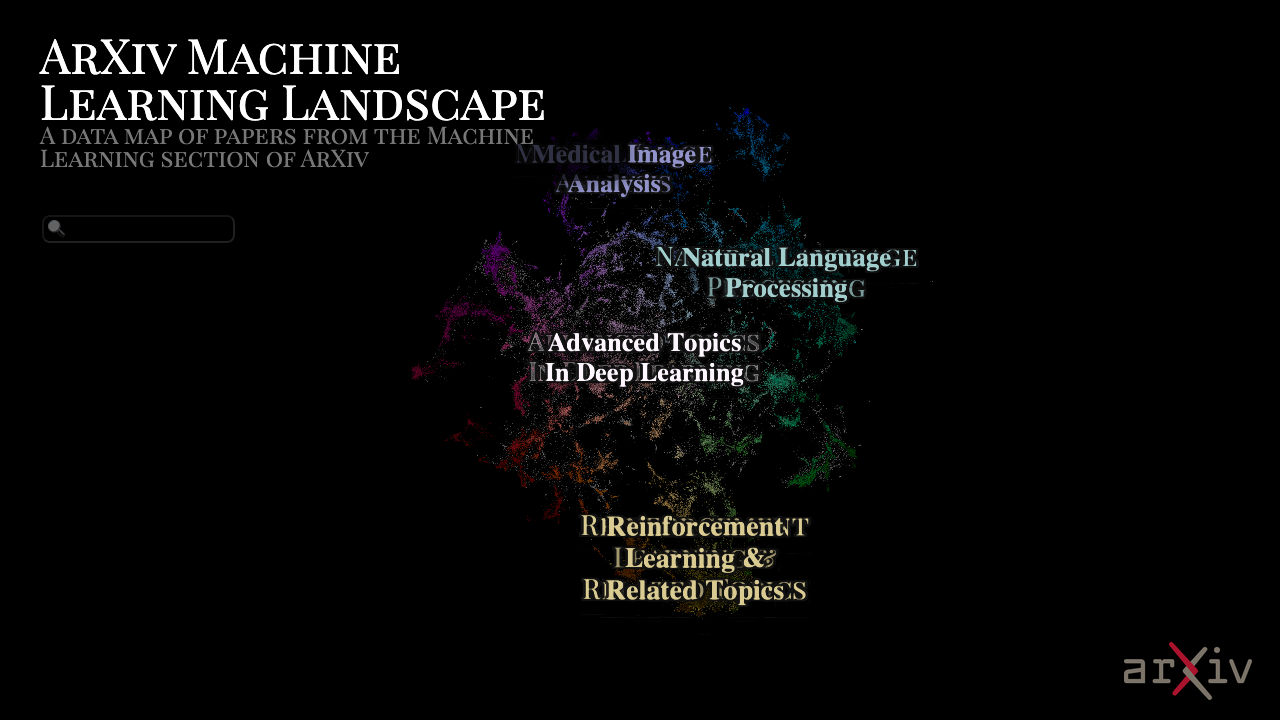 ArXiv Machine
Learning Landscape
A data map of papers from the Machine
Learning section of ArXiv
Medical Image
Analysis
Natural Language
Processing
Advanced Topics
In Deep Learning
Reinforcement
Learning &
Related Topics
arXiv